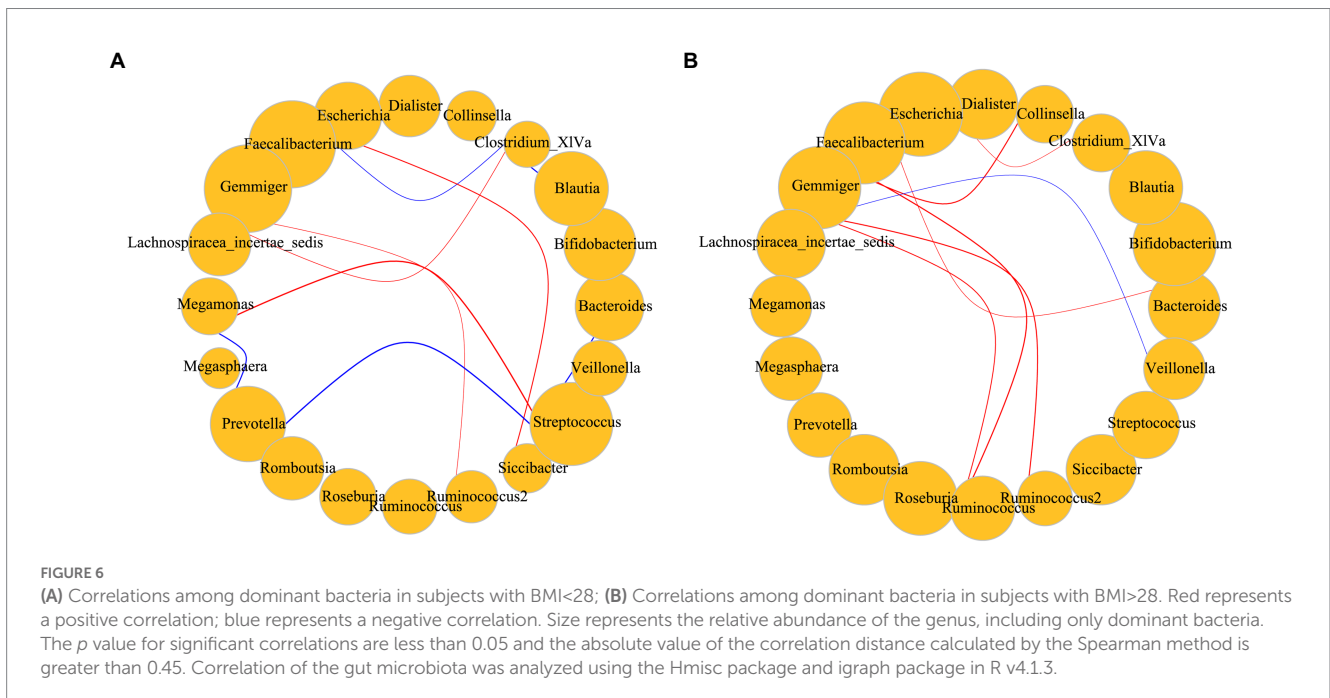 A
B
Dialister
Escherichia
Collinsella
Faecalibacterium
Clostridium_XlVa
Gemmiger
Blautia
Lachnospiracea_incertae_sedis
Bifidobacterium
Megamonas
Bacteroides
Megasphaera
Veillonella
Prevotella
Streptococcus
Romboutsia
Siccibacter
Roseburia
Ruminococcus
Ruminococcus2
Dialister
Escherichia
Collinsella
Faecalibacterium
Clostridium_XlVa
Gemmiger
Blautia
Lachnospiracea_incertae_sedis
Bifidobacterium
Megamonas
Bacteroides
Megasphaera
Veillonella
Prevotella
Streptococcus
Romboutsia
Siccibacter
Roseburia
Ruminococcus
Ruminococcus2
FIGURE 6
(A) Correlations among dominant bacteria in subjects with BMI<28; (B) Correlations among dominant bacteria in subjects with BMI>28. Red represents
a positive correlation; blue represents a negative correlation. Size represents the relative abundance of the genus, including only dominant bacteria.
The p value for significant correlations are less than 0.05 and the absolute value of the correlation distance calculated by the Spearman method is
greater than 0.45. Correlation of the gut microbiota was analyzed using the Hmisc package and igraph package in R v4.1.3.